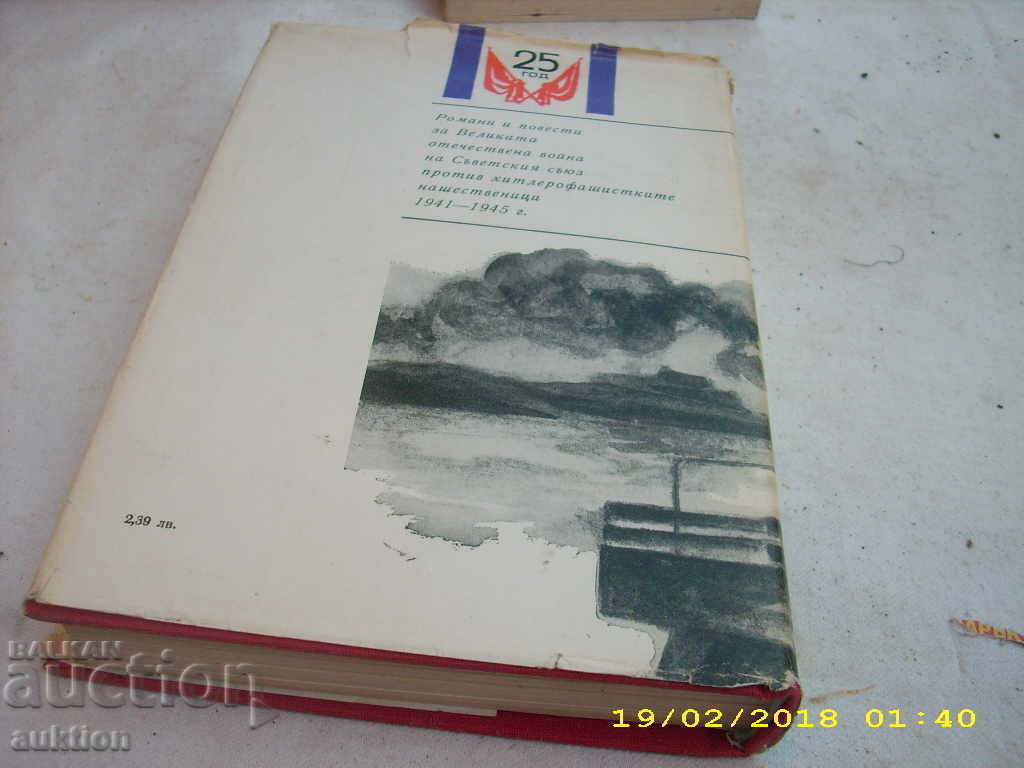 25
год
Романи и повести
за Великата
отечествена война
на Съветския съюз
против хитлерофашистките
нашественици
1941—1945 г.
2,39 лв.
BALKAN
auction
auktion
19/02/2018 01:40